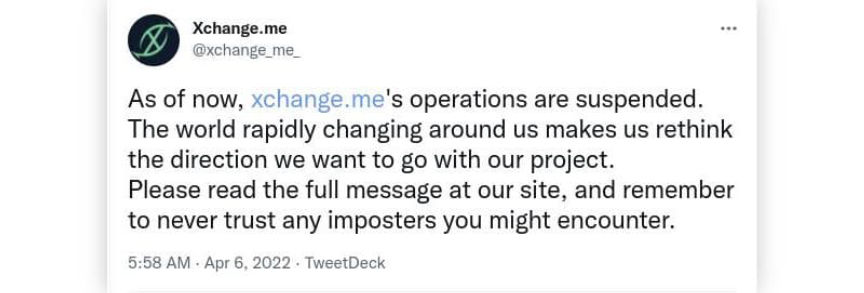 Xchange.me
@xchange_me_
As of now, xchange.me's operations are suspended.
The world rapidly changing around us makes us rethink
the direction we want to go with our project.
Please read the full message at our site, and remember
to never trust any imposters you might encounter.
5:58 AM · Apr 6, 2022 · TweetDeck